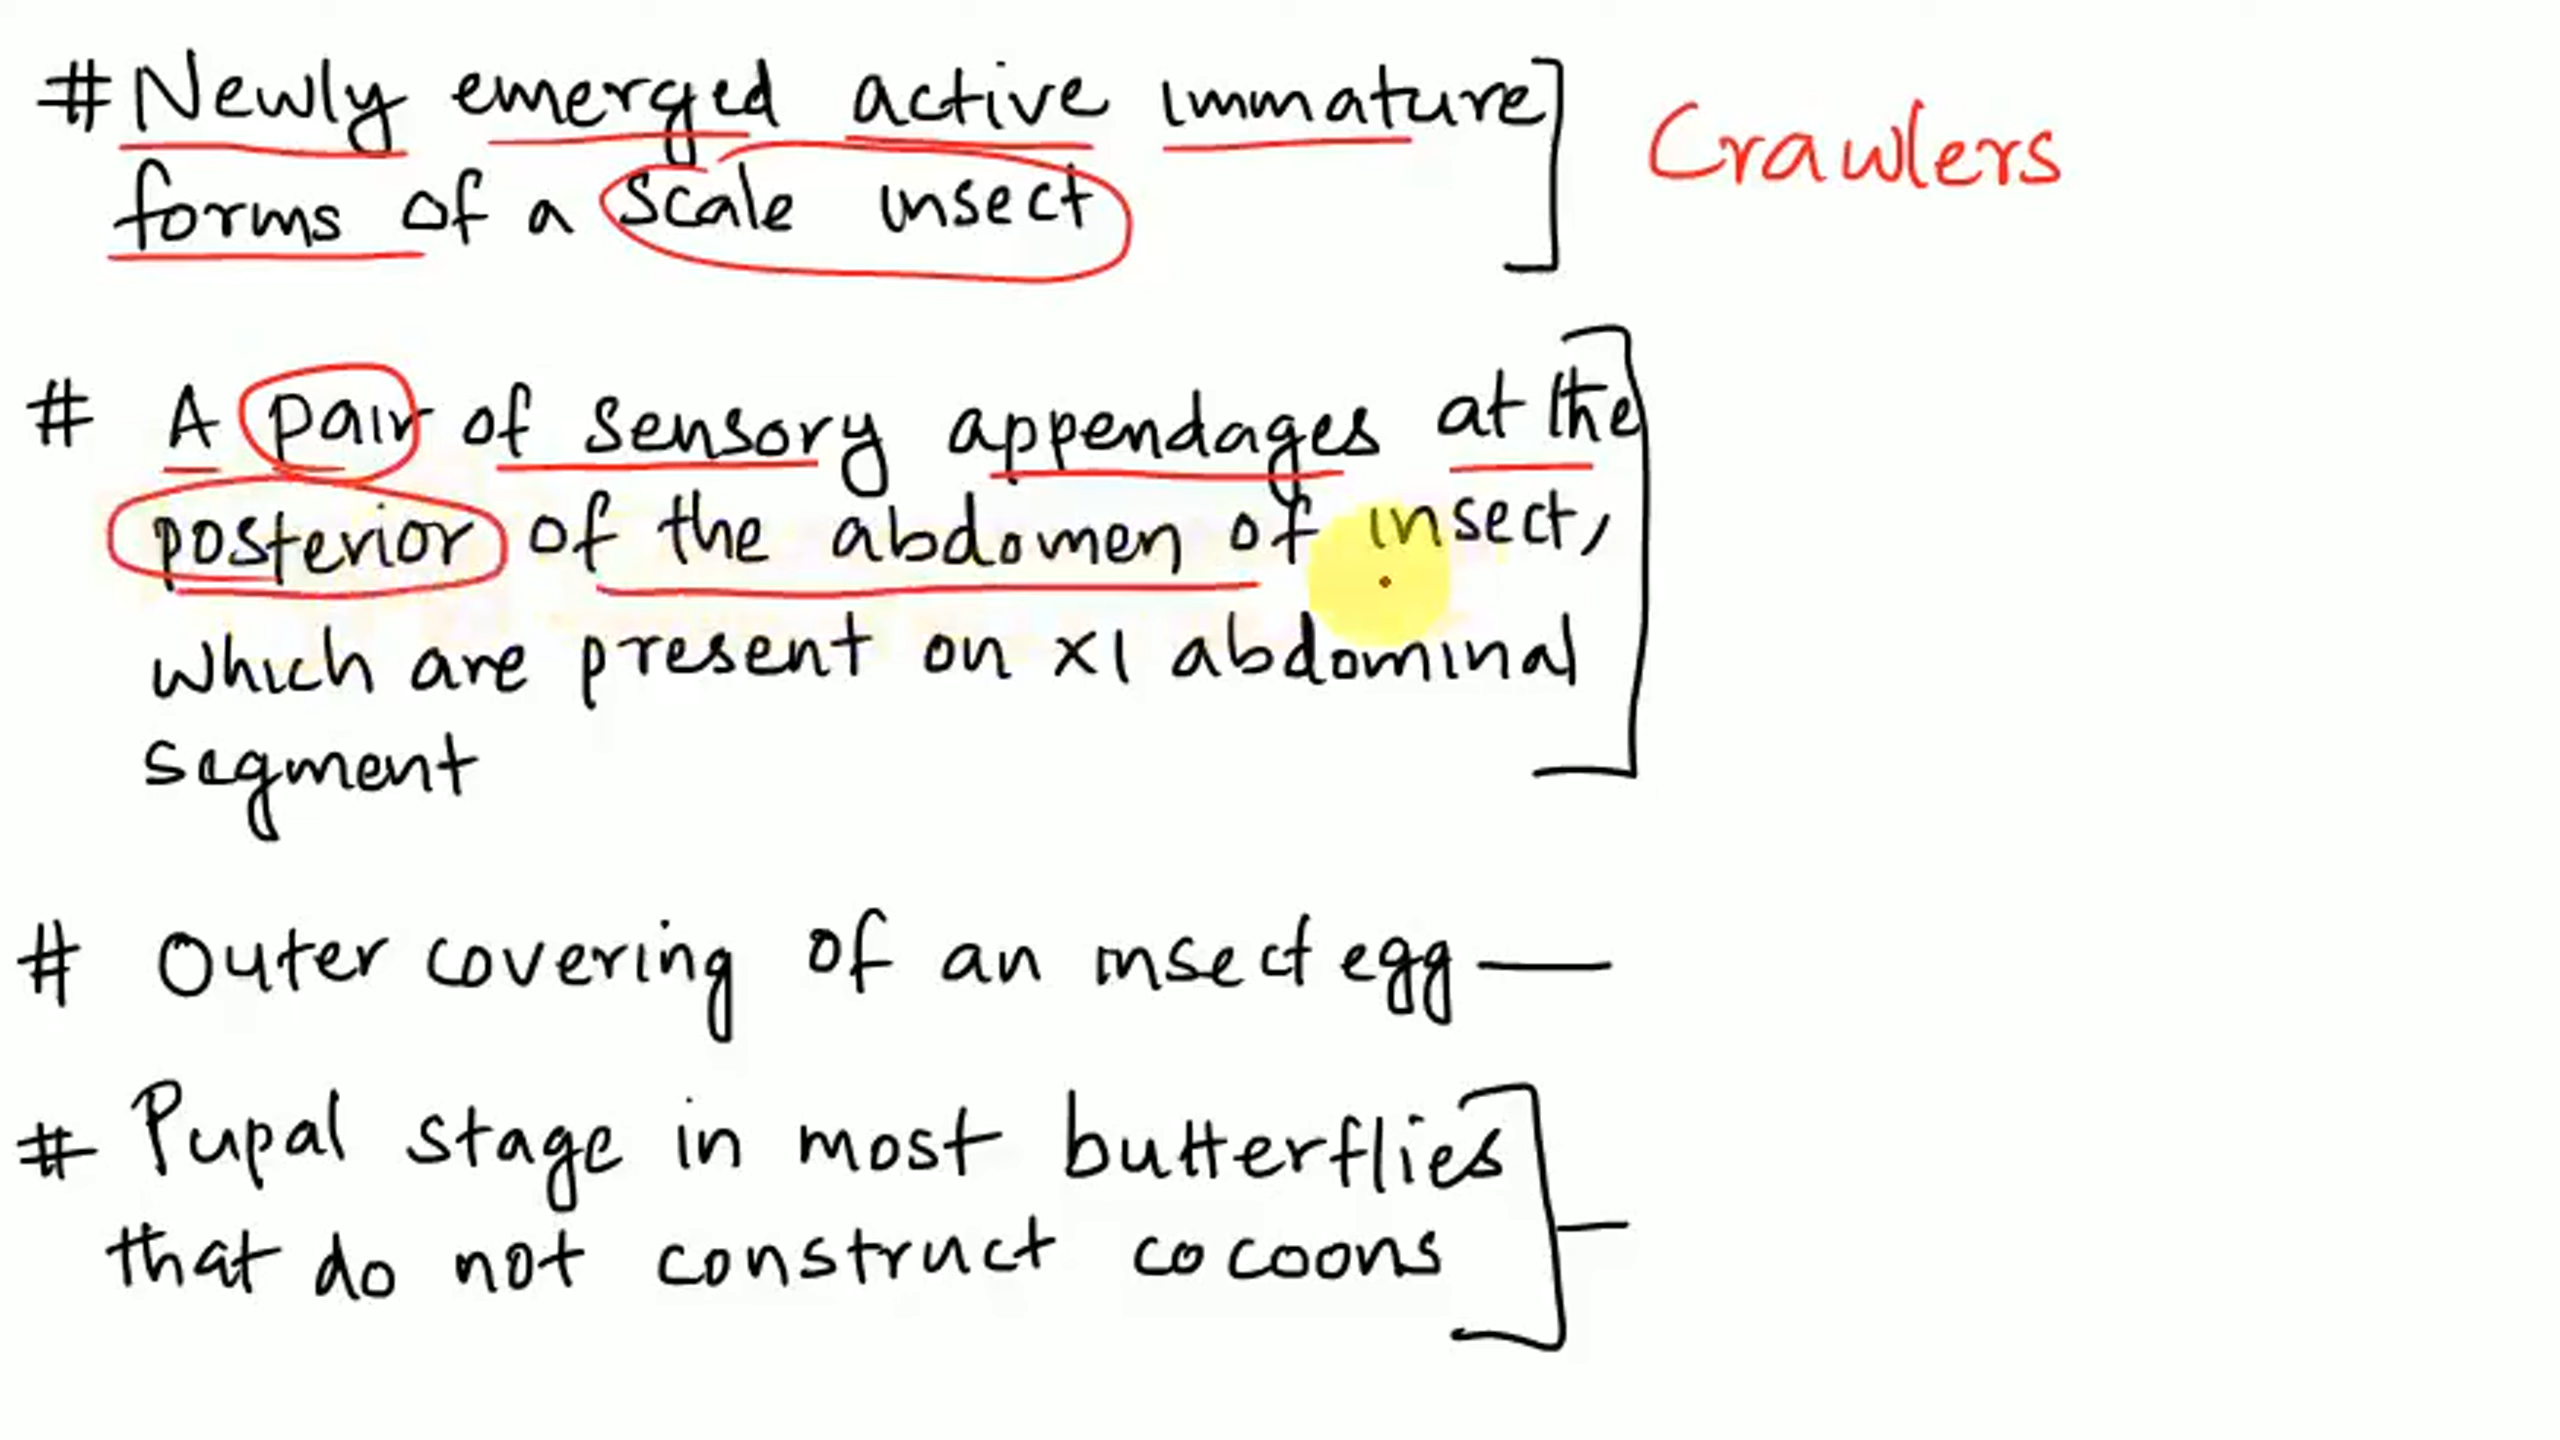 # Newly emerged active immature
forms of a scale insect
Crawlers
# A pair of sensory appendages at the
posterior of the abdomen of insect,
which are present on XI abdominal
segment
# Outer covering of an insect egg —
# Pupal stage in most butterflies
that do not construct cocoons —